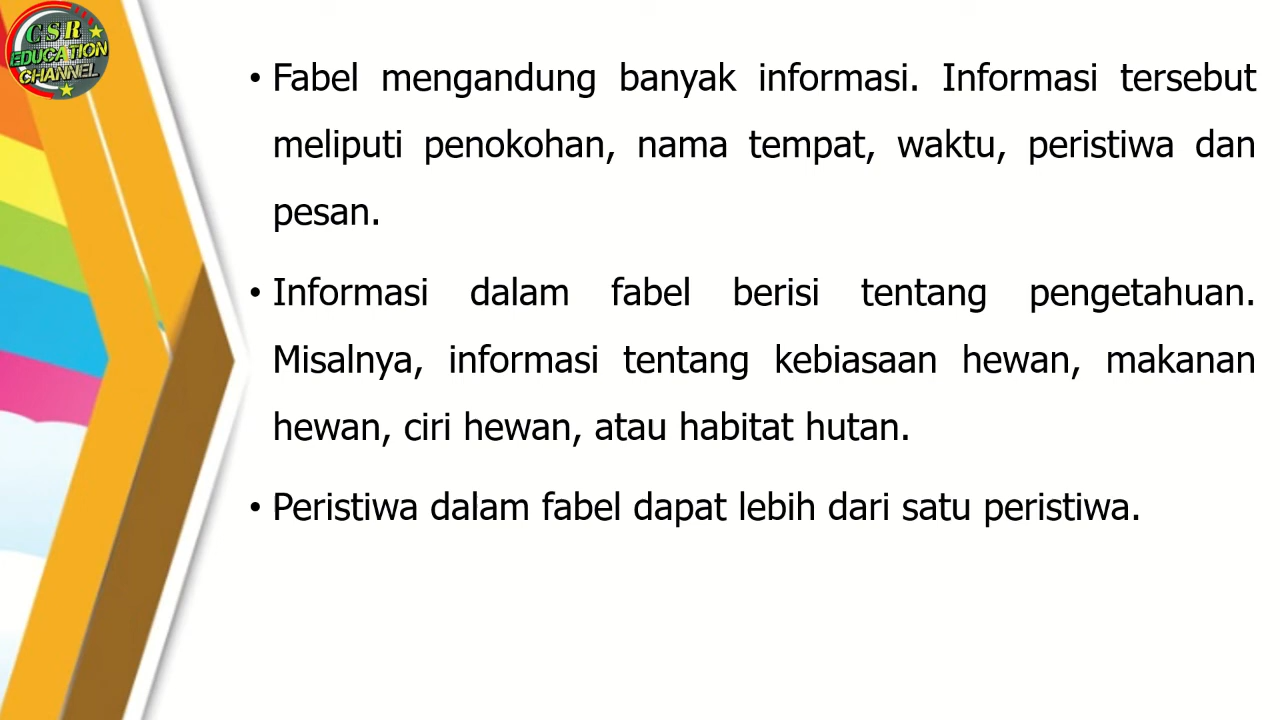 CSR
EDUCATION
CHANNEL
• Fabel mengandung banyak informasi. Informasi tersebut
meliputi penokohan, nama tempat, waktu, peristiwa dan
pesan.
• Informasi dalam fabel berisi tentang pengetahuan.
Misalnya, informasi tentang kebiasaan hewan, makanan
hewan, ciri hewan, atau habitat hutan.
• Peristiwa dalam fabel dapat lebih dari satu peristiwa.